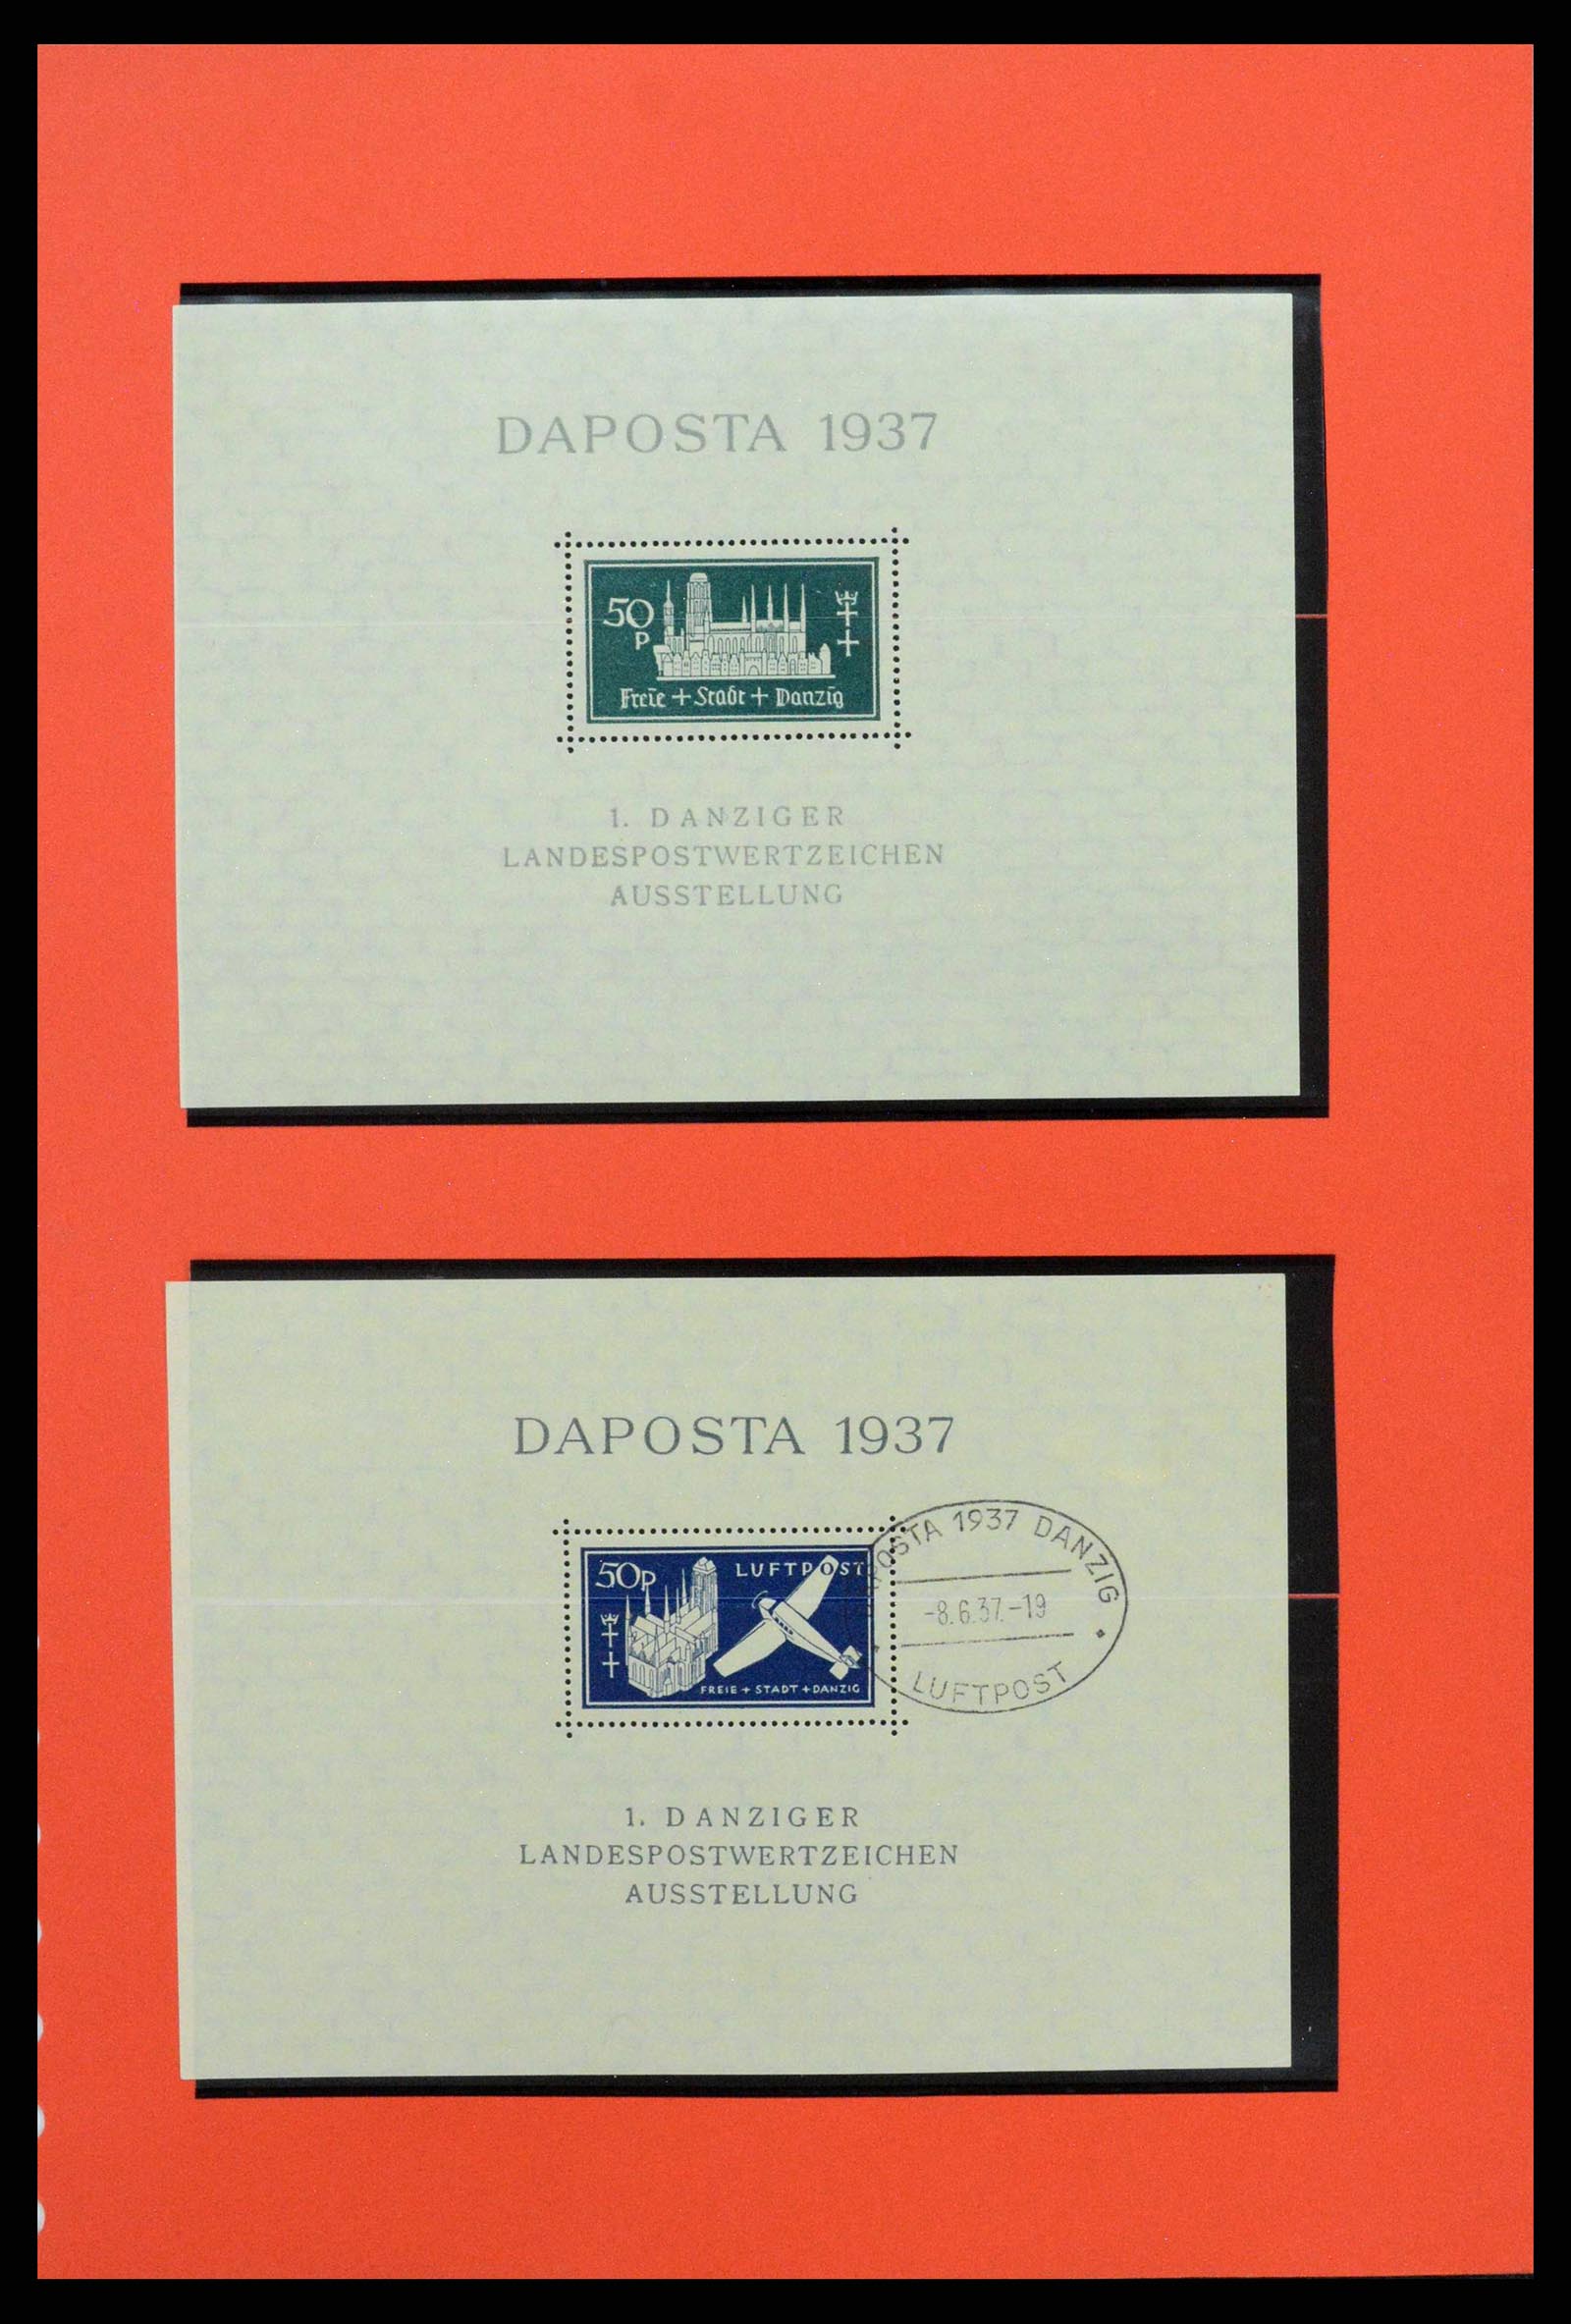 DAPOSTA 1937
50
P
Freie + Stadt + Danzig
1. DANZIGER
LANDESPOSTWERTZEICHEN
AUSSTELLUNG
DAPOSTA 1937
50p LUFTPOST
FREIE + STADT + DANZIG
1937 DANZIG
-8.6.37.-19
LUFTPOST
1. DANZIGER
LANDESPOSTWERTZEICHEN
AUSSTELLUNG